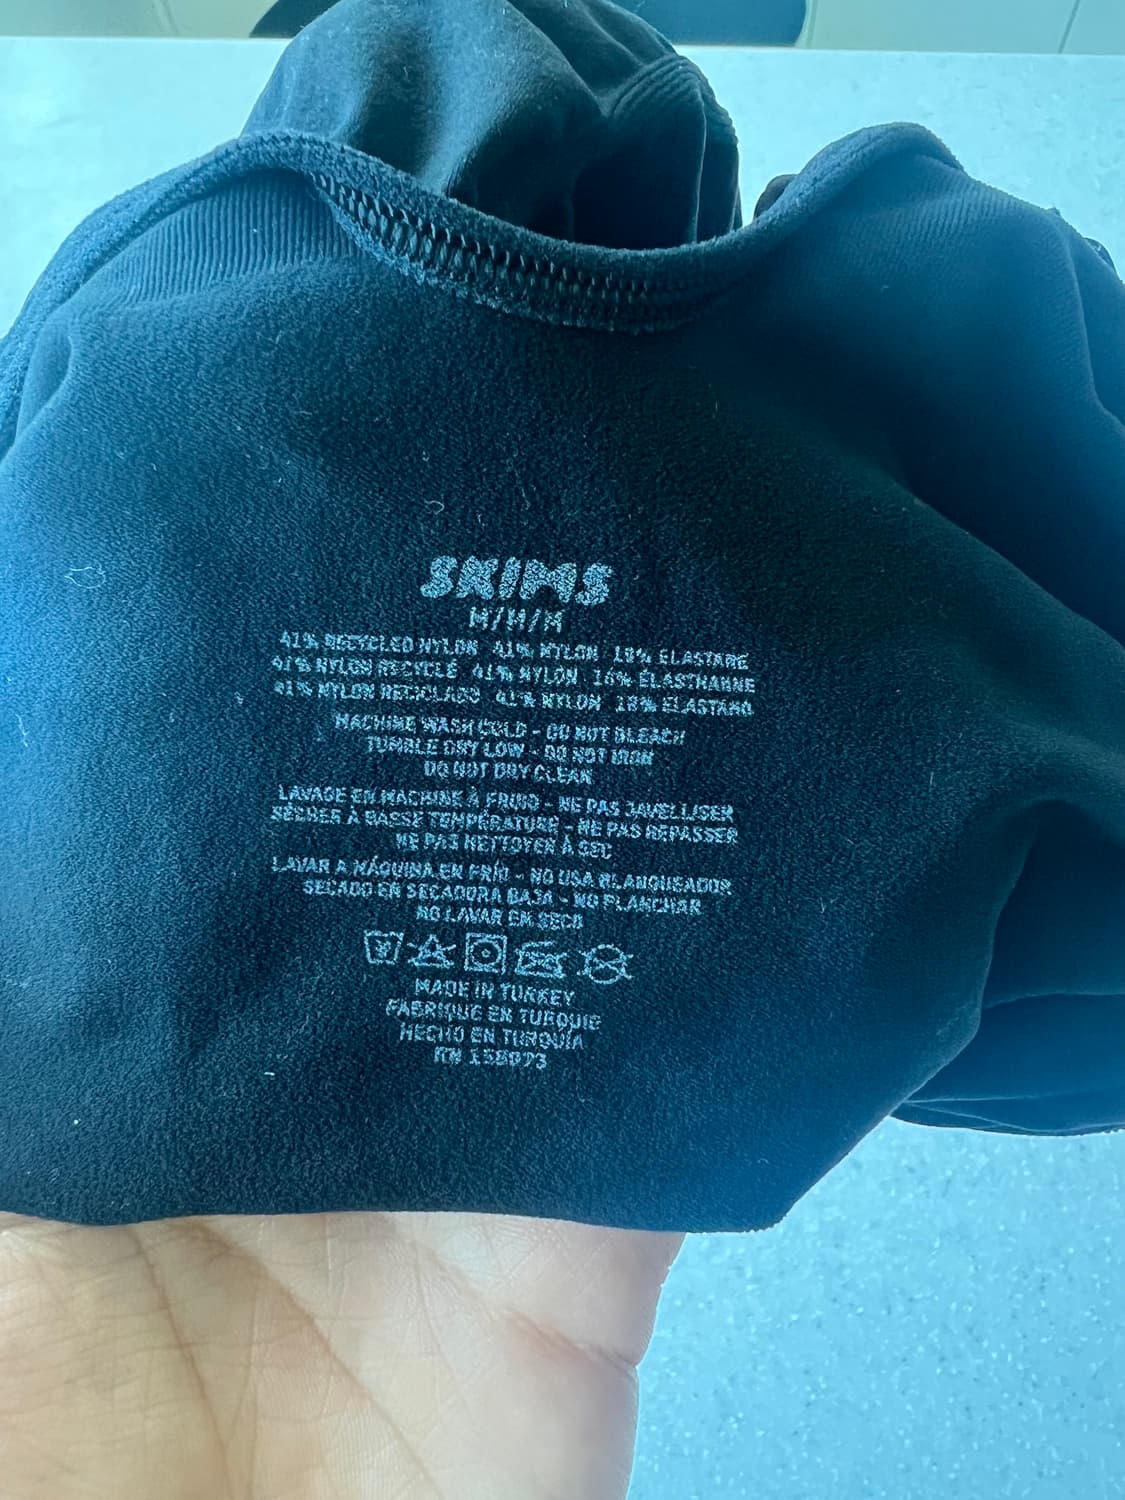 SKIMS
M/M/M
41% RECYCLED NYLON 41% NYLON 18% ELASTANE
41% NYLON RECYCLÉ 41% NYLON 18% ÉLASTHANNE
41% NYLON RECICLADO 41% NYLON 18% ELASTANO
MACHINE WASH COLD - DO NOT BLEACH
TUMBLE DRY LOW - DO NOT IRON
DO NOT DRY CLEAN
LAVAGE EN MACHINE À FROID - NE PAS JAVELLISER
SÉCHER À BASSE TEMPÉRATURE - NE PAS REPASSER
NE PAS NETTOYER À SEC
LAVAR A MÁQUINA EN FRÍO - NO USA BLANQUEADOR
SECADO EN SECADORA BAJA - NO PLANCHAR
NO LAVAR EN SECO
MADE IN TURKEY
FABRIQUÉ EN TURQUIE
HECHO EN TURQUÍA
RN 158073